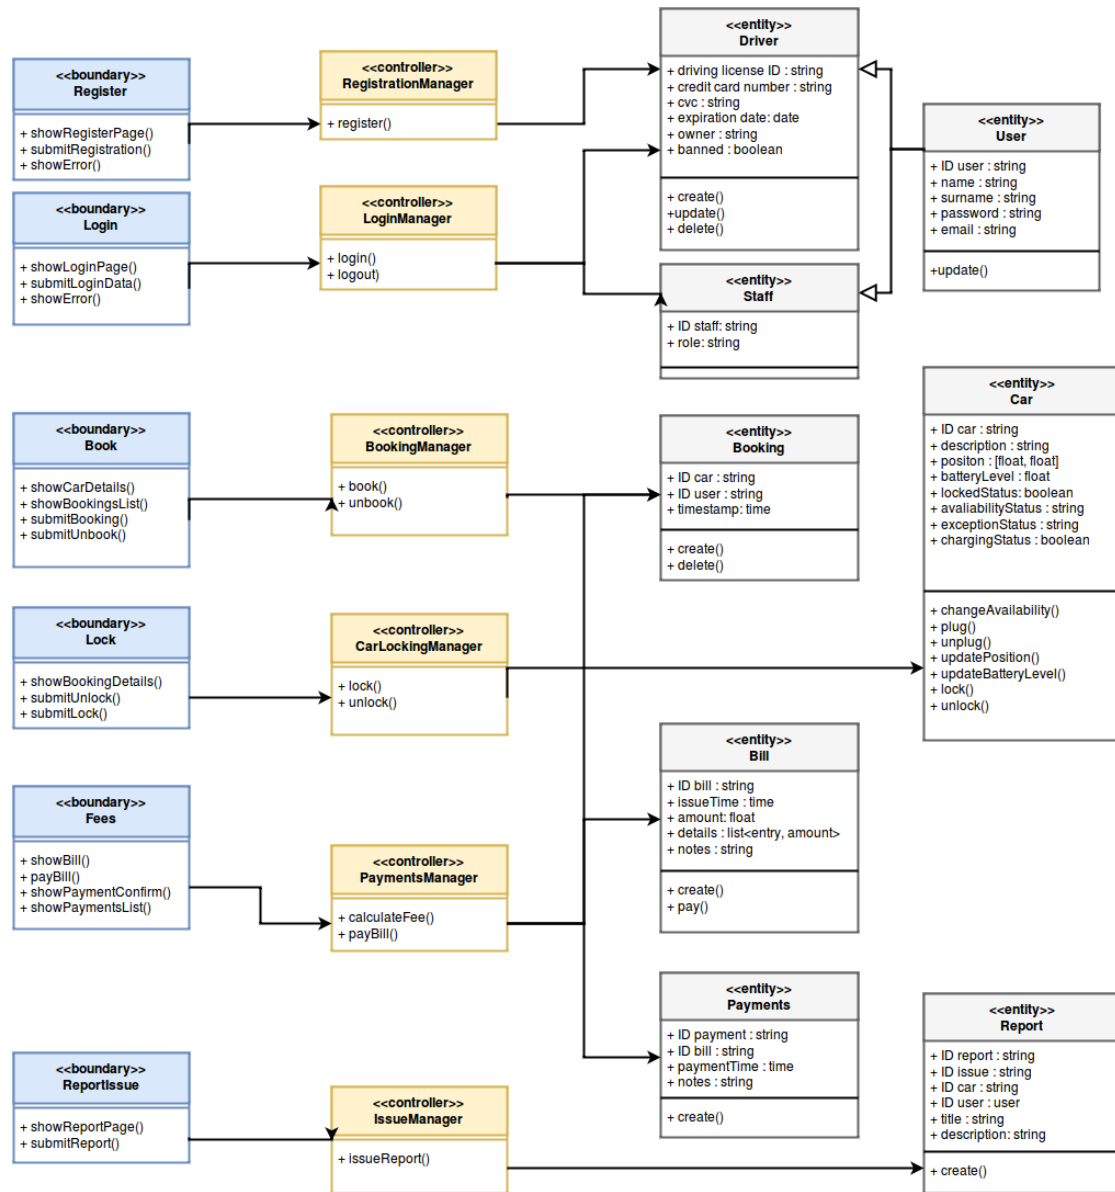 <<boundary>>
Register
+ showRegisterPage()
+ submitRegistration()
+ showError()
<<controller>>
RegistrationManager
+ register()
<<entity>>
Driver
+ driving license ID : string
+ credit card number : string
+ cvc : string
+ expiration date: date
+ owner : string
+ banned : boolean
+ create()
+update()
+ delete()
<<entity>>
User
+ ID user : string
+ name : string
+ surname : string
+ password : string
+ email : string
+update()
<<boundary>>
Login
+ showLoginPage()
+ submitLoginData()
+ showError()
<<controller>>
LoginManager
+ login()
+ logout)
<<entity>>
Staff
+ ID staff: string
+ role: string
<<entity>>
Car
+ ID car : string
+ description : string
+ positon : [float, float]
+ batteryLevel : float
+ lockedStatus: boolean
+ avaliabilityStatus : string
+ exceptionStatus : string
+ chargingStatus : boolean
+ changeAvailability()
+ plug()
+ unplug()
+ updatePosition()
+ updateBatteryLevel()
+ lock()
+ unlock()
<<boundary>>
Book
+ showCarDetails()
+ showBookingsList()
+ submitBooking()
+ submitUnbook()
<<controller>>
BookingManager
+ book()
+ unbook()
<<entity>>
Booking
+ ID car : string
+ ID user : string
+ timestamp: time
+ create()
+ delete()
<<boundary>>
Lock
+ showBookingDetails()
+ submitUnlock()
+ submitLock()
<<controller>>
CarLockingManager
+ lock()
+ unlock()
<<entity>>
Bill
+ ID bill : string
+ issueTime : time
+ amount: float
+ details : list<entry, amount>
+ notes : string
+ create()
+ pay()
<<boundary>>
Fees
+ showBill()
+ payBill()
+ showPaymentConfirm()
+ showPaymentsList()
<<controller>>
PaymentsManager
+ calculateFee()
+ payBill()
<<entity>>
Payments
+ ID payment : string
+ ID bill : string
+ paymentTime : time
+ notes : string
+ create()
<<entity>>
Report
+ ID report : string
+ ID issue : string
+ ID car : string
+ ID user : user
+ title : string
+ description: string
+ create()
<<boundary>>
ReportIssue
+ showReportPage()
+ submitReport()
<<controller>>
IssueManager
+ issueReport()